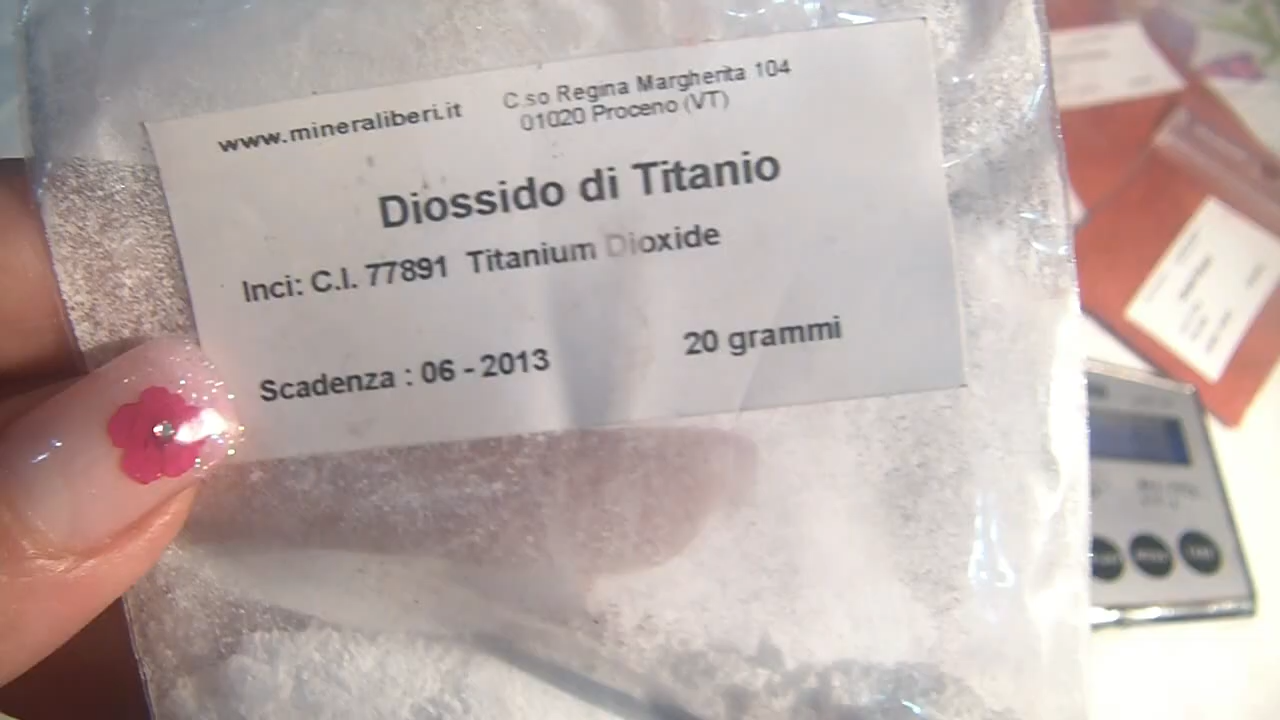 www.mineraliberi.it
C.so Regina Margherita 104
01020 Proceno (VT)
Diossido di Titanio
Inci: C.I. 77891 Titanium Dioxide
Scadenza : 06 - 2013
20 grammi